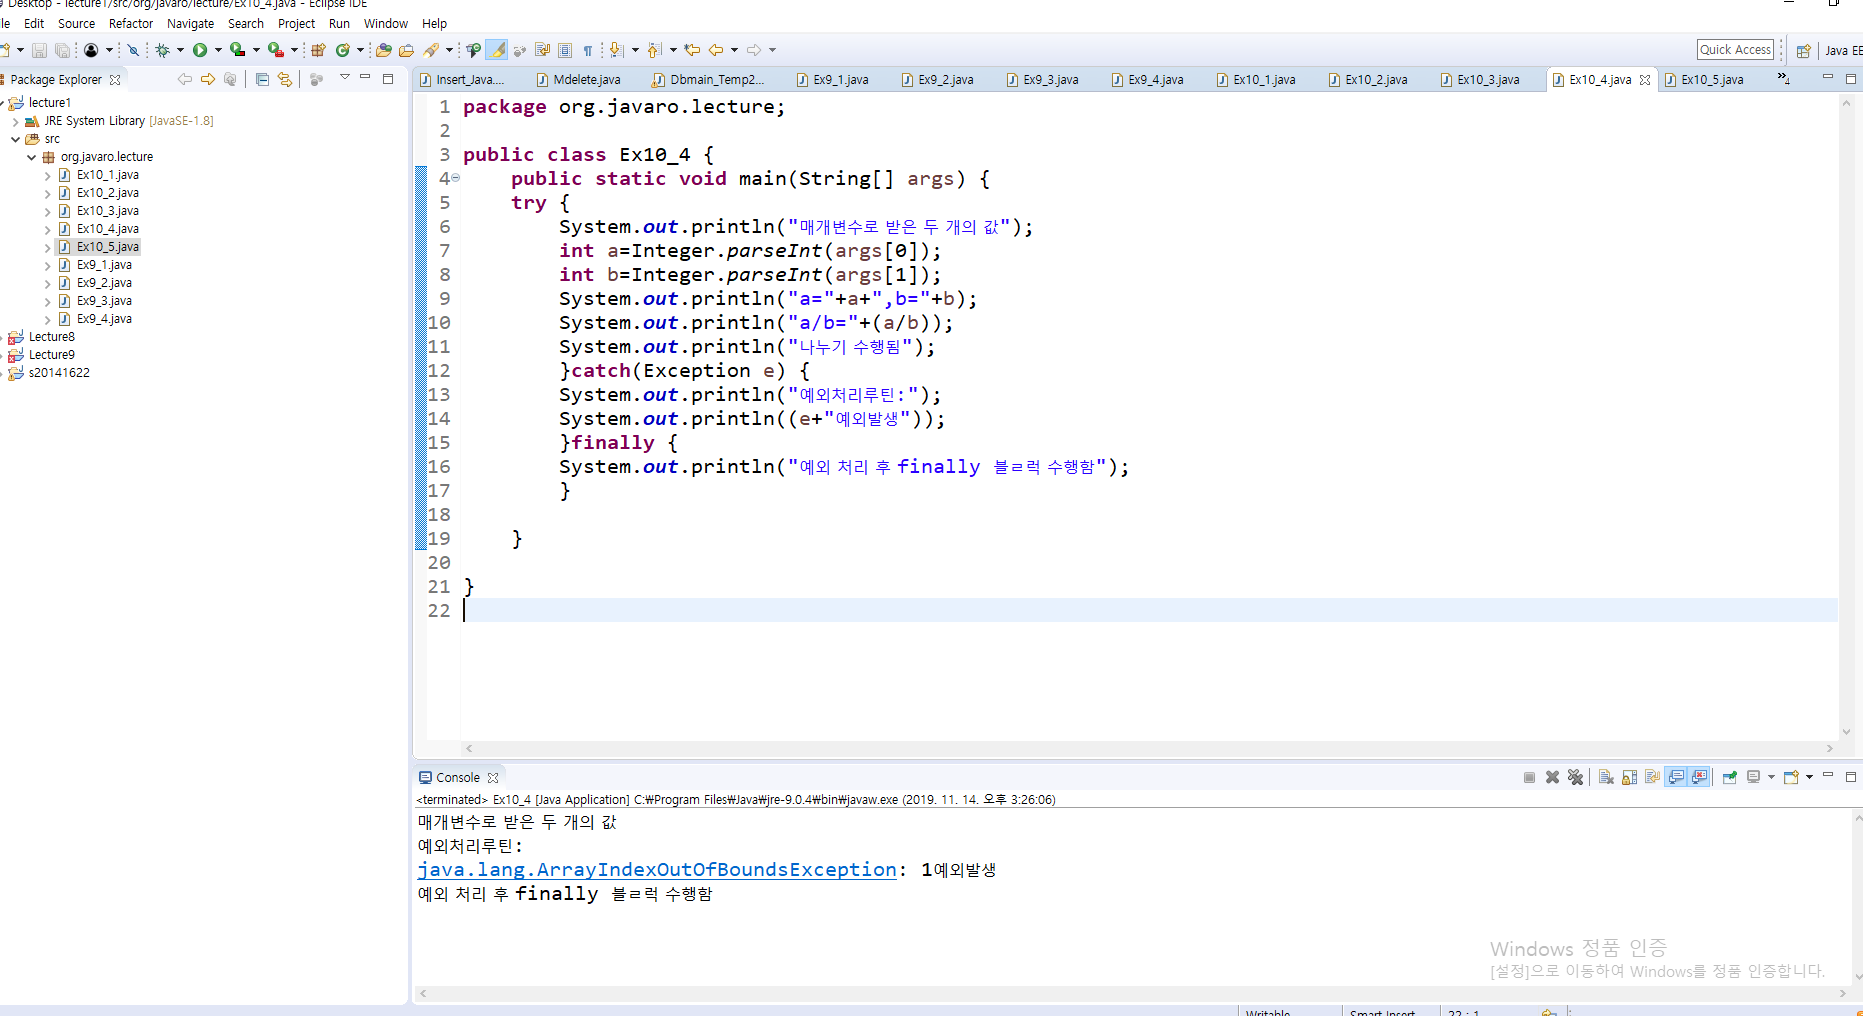 Desktop - lecture1/src/org/javaro/lecture/Ex10_4.java - Eclipse IDE
Edit Source Refactor Navigate Search Project Run Window Help
Quick Access Java EE
Package Explorer
lecture1
JRE System Library [JavaSE-1.8]
src
org.javaro.lecture
Ex10_1.java
Ex10_2.java
Ex10_3.java
Ex10_4.java
Ex10_5.java
Ex9_1.java
Ex9_2.java
Ex9_3.java
Ex9_4.java
Lecture8
Lecture9
s20141622
Insert_Java.... Mdelete.java Dbmain_Temp2... Ex9_1.java Ex9_2.java Ex9_3.java Ex9_4.java Ex10_1.java Ex10_2.java Ex10_3.java Ex10_4.java Ex10_5.java »4
1 package org.javaro.lecture;
2
3 public class Ex10_4 {
4 public static void main(String[] args) {
5 try {
6 System.out.println("매개변수로 받은 두 개의 값");
7 int a=Integer.parseInt(args[0]);
8 int b=Integer.parseInt(args[1]);
9 System.out.println("a="+a+",b="+b);
10 System.out.println("a/b="+(a/b));
11 System.out.println("나누기 수행됨");
12 }catch(Exception e) {
13 System.out.println("예외처리루틴:");
14 System.out.println((e+"예외발생"));
15 }finally {
16 System.out.println("예외 처리 후 finally 블ㄹ럭 수행함");
17 }
18
19 }
20
21 }
22
Console
<terminated> Ex10_4 [Java Application] C:₩Program Files₩Java₩jre-9.0.4₩bin₩javaw.exe (2019. 11. 14. 오후 3:26:06)
매개변수로 받은 두 개의 값
예외처리루틴:
java.lang.ArrayIndexOutOfBoundsException: 1예외발생
예외 처리 후 finally 블ㄹ럭 수행함
Windows 정품 인증
[설정]으로 이동하여 Windows를 정품 인증합니다.
Writable Smart Insert 22 : 1